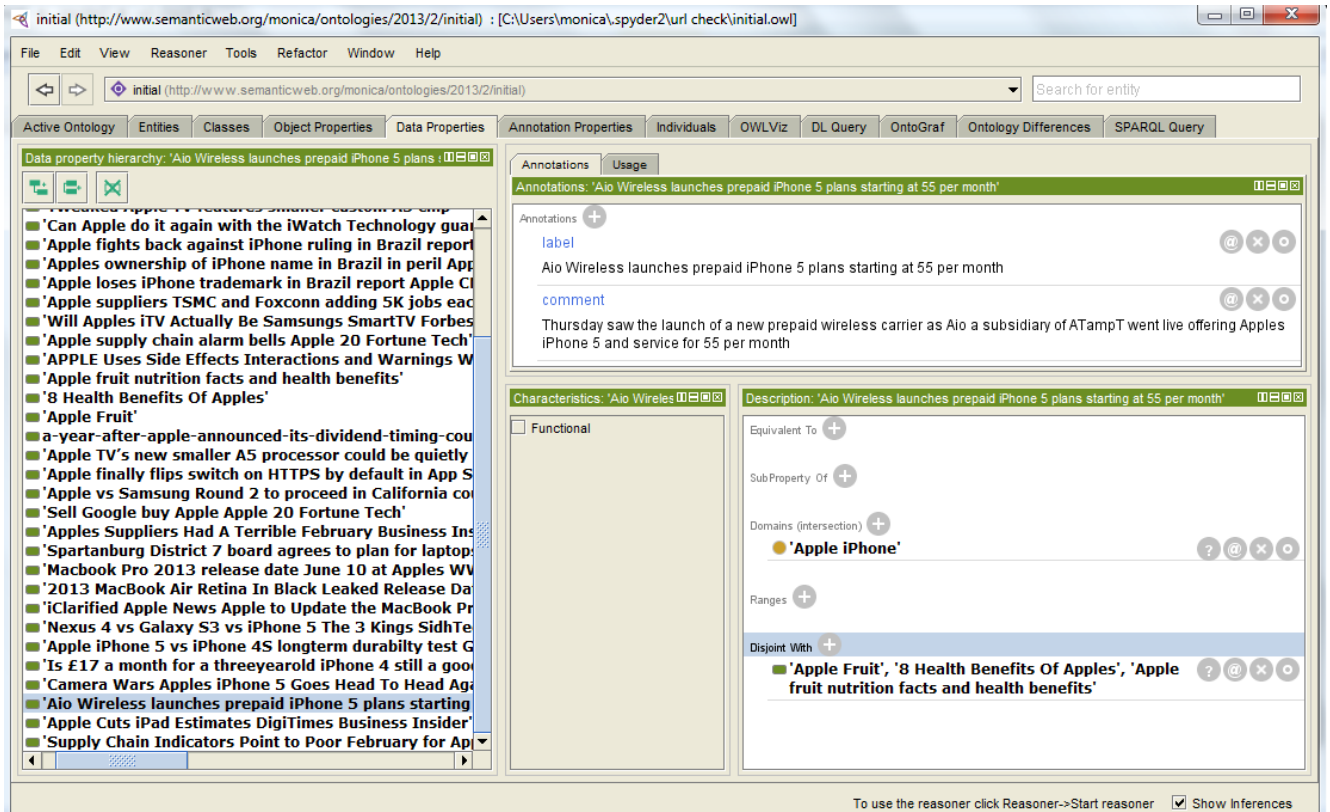 initial (http://www.semanticweb.org/monica/ontologies/2013/2/initial) : [C:\Users\monica\.spyder2\url check\initial.owl]
File Edit View Reasoner Tools Refactor Window Help
initial (http://www.semanticweb.org/monica/ontologies/2013/2/initial)
Search for entity
Active Ontology Entities Classes Object Properties Data Properties Annotation Properties Individuals OWLViz DL Query OntoGraf Ontology Differences SPARQL Query
Data property hierarchy: 'Aio Wireless launches prepaid iPhone 5 plans
'Can Apple do it again with the iWatch Technology guar
'Apple fights back against iPhone ruling in Brazil report
'Apples ownership of iPhone name in Brazil in peril App
'Apple loses iPhone trademark in Brazil report Apple CI
'Apple suppliers TSMC and Foxconn adding 5K jobs eac
'Will Apples iTV Actually Be Samsungs SmartTV Forbes
'Apple supply chain alarm bells Apple 20 Fortune Tech'
'APPLE Uses Side Effects Interactions and Warnings W
'Apple fruit nutrition facts and health benefits'
'8 Health Benefits Of Apples'
'Apple Fruit'
a-year-after-apple-announced-its-dividend-timing-cou
'Apple TV's new smaller A5 processor could be quietly
'Apple finally flips switch on HTTPS by default in App S
'Apple vs Samsung Round 2 to proceed in California cou
'Sell Google buy Apple Apple 20 Fortune Tech'
'Apples Suppliers Had A Terrible February Business Ins
'Spartanburg District 7 board agrees to plan for laptops
'Macbook Pro 2013 release date June 10 at Apples WW
'2013 MacBook Air Retina In Black Leaked Release Da
'iClarified Apple News Apple to Update the MacBook Pr
'Nexus 4 vs Galaxy S3 vs iPhone 5 The 3 Kings SidhTe
'Apple iPhone 5 vs iPhone 4S longterm durabilty test G
'Is £17 a month for a threeyearold iPhone 4 still a goo
'Camera Wars Apples iPhone 5 Goes Head To Head Aga
'Aio Wireless launches prepaid iPhone 5 plans starting
'Apple Cuts iPad Estimates DigiTimes Business Insider'
'Supply Chain Indicators Point to Poor February for App
Annotations Usage
Annotations: 'Aio Wireless launches prepaid iPhone 5 plans starting at 55 per month'
Annotations
label
Aio Wireless launches prepaid iPhone 5 plans starting at 55 per month
comment
Thursday saw the launch of a new prepaid wireless carrier as Aio a subsidiary of ATampT went live offering Apples
iPhone 5 and service for 55 per month
Characteristics: 'Aio Wireles
Functional
Description: 'Aio Wireless launches prepaid iPhone 5 plans starting at 55 per month'
Equivalent To
SubProperty Of
Domains (intersection)
'Apple iPhone'
Ranges
Disjoint With
'Apple Fruit', '8 Health Benefits Of Apples', 'Apple
fruit nutrition facts and health benefits'
To use the reasoner click Reasoner->Start reasoner Show Inferences